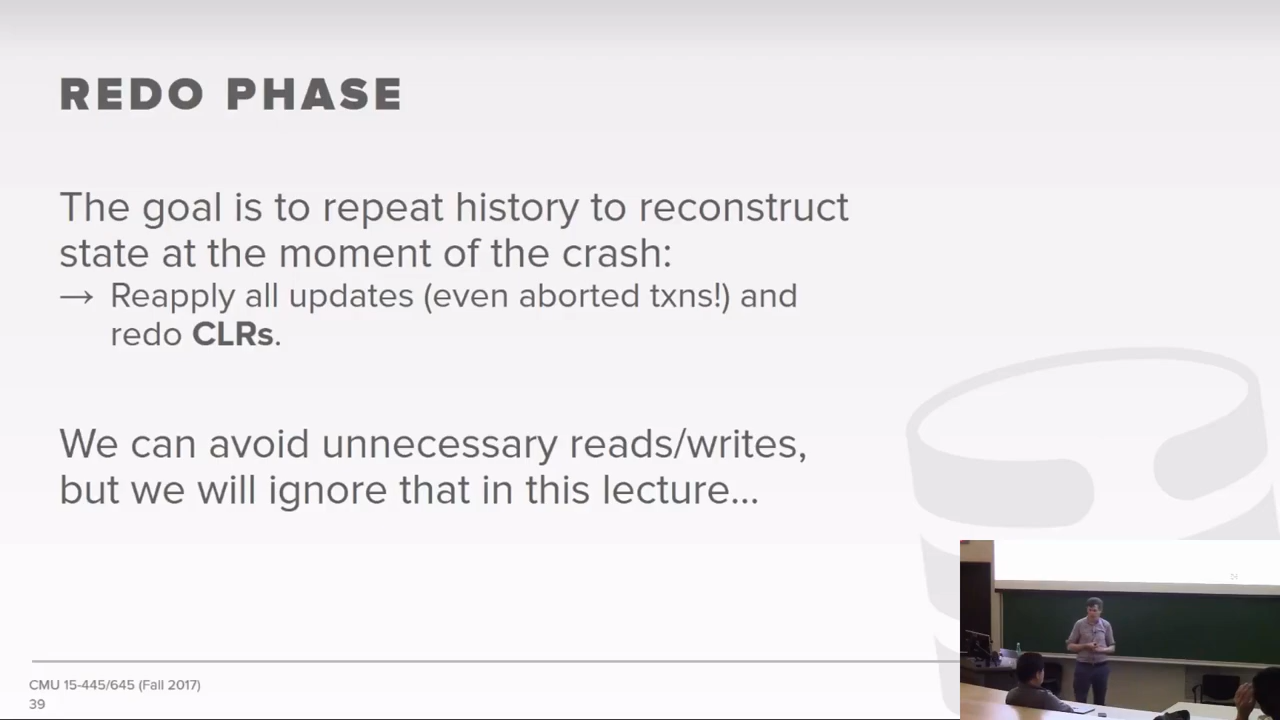 REDO PHASE
The goal is to repeat history to reconstruct
state at the moment of the crash:
→ Reapply all updates (even aborted txns!) and
redo CLRs.
We can avoid unnecessary reads/writes,
but we will ignore that in this lecture...
CMU 15-445/645 (Fall 2017)
39